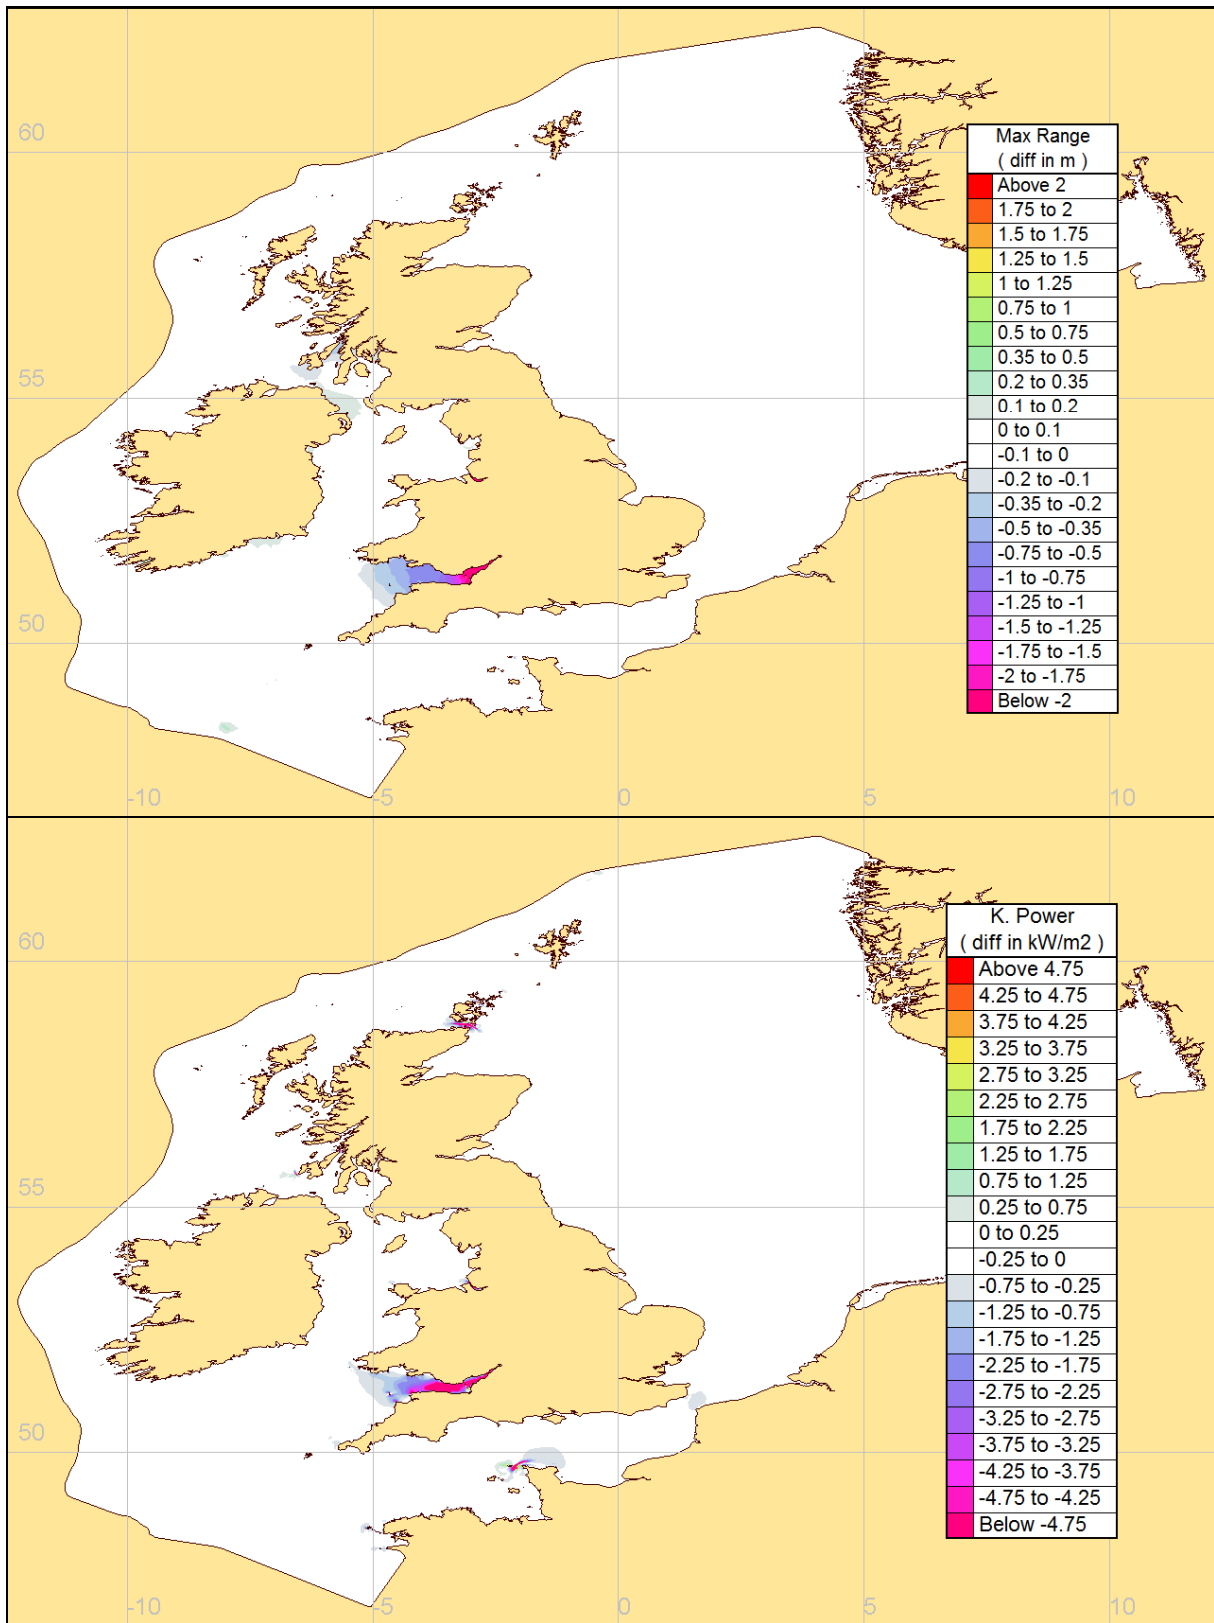 60
55
50
-10
-5
0
5
10
Max Range
( diff in m )
Above 2
1.75 to 2
1.5 to 1.75
1.25 to 1.5
1 to 1.25
0.75 to 1
0.5 to 0.75
0.35 to 0.5
0.2 to 0.35
0.1 to 0.2
0 to 0.1
-0.1 to 0
-0.2 to -0.1
-0.35 to -0.2
-0.5 to -0.35
-0.75 to -0.5
-1 to -0.75
-1.25 to -1
-1.5 to -1.25
-1.75 to -1.5
-2 to -1.75
Below -2
60
55
50
-10
-5
0
5
10
K. Power
( diff in kW/m2 )
Above 4.75
4.25 to 4.75
3.75 to 4.25
3.25 to 3.75
2.75 to 3.25
2.25 to 2.75
1.75 to 2.25
1.25 to 1.75
0.75 to 1.25
0.25 to 0.75
0 to 0.25
-0.25 to 0
-0.75 to -0.25
-1.25 to -0.75
-1.75 to -1.25
-2.25 to -1.75
-2.75 to -2.25
-3.25 to -2.75
-3.75 to -3.25
-4.25 to -3.75
-4.75 to -4.25
Below -4.75